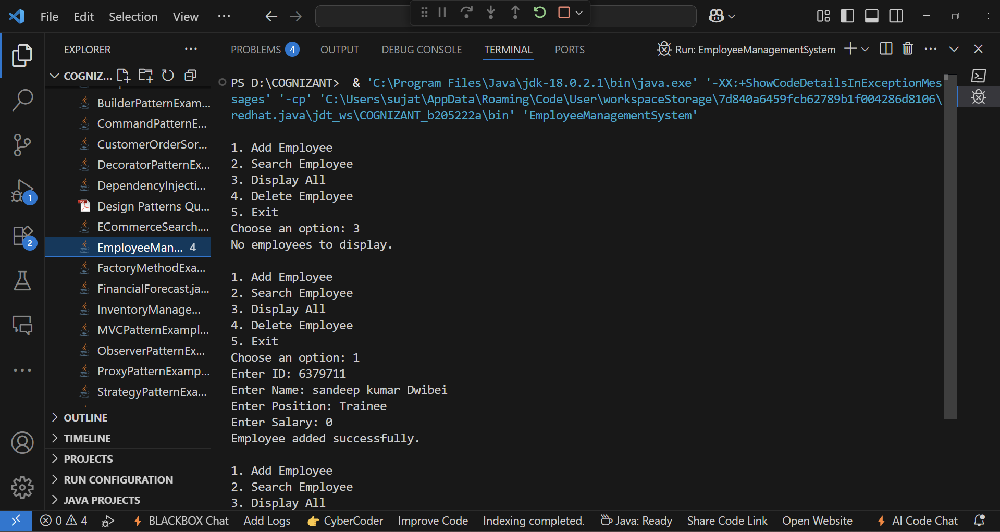 File Edit Selection View ...
EXPLORER ...
COGNIZ...
BuilderPatternExam...
CommandPatternE...
CustomerOrderSor...
DecoratorPatternEx...
DependencyInjecti...
Design Patterns Qu...
ECommerceSearch....
EmployeeMan... 4
FactoryMethodExa...
FinancialForecast.ja...
InventoryManage...
MVCPatternExampl...
ObserverPatternEx...
ProxyPatternExamp...
StrategyPatternExa...
OUTLINE
TIMELINE
PROJECTS
RUN CONFIGURATION
JAVA PROJECTS
1
2
PROBLEMS 4 OUTPUT DEBUG CONSOLE TERMINAL PORTS Run: EmployeeManagementSystem
PS D:\COGNIZANT> & 'C:\Program Files\Java\jdk-18.0.2.1\bin\java.exe' '-XX:+ShowCodeDetailsInExceptionMes
sages' '-cp' 'C:\Users\sujat\AppData\Roaming\Code\User\workspaceStorage\7d840a6459fcb62789b1f004286d8106\
redhat.java\jdt_ws\COGNIZANT_b205222a\bin' 'EmployeeManagementSystem'
1. Add Employee
2. Search Employee
3. Display All
4. Delete Employee
5. Exit
Choose an option: 3
No employees to display.
1. Add Employee
2. Search Employee
3. Display All
4. Delete Employee
5. Exit
Choose an option: 1
Enter ID: 6379711
Enter Name: sandeep kumar Dwibei
Enter Position: Trainee
Enter Salary: 0
Employee added successfully.
1. Add Employee
2. Search Employee
3. Display All
0 4 BLACKBOX Chat Add Logs 👉 CyberCoder Improve Code Indexing completed. Java: Ready Share Code Link Open Website AI Code Chat